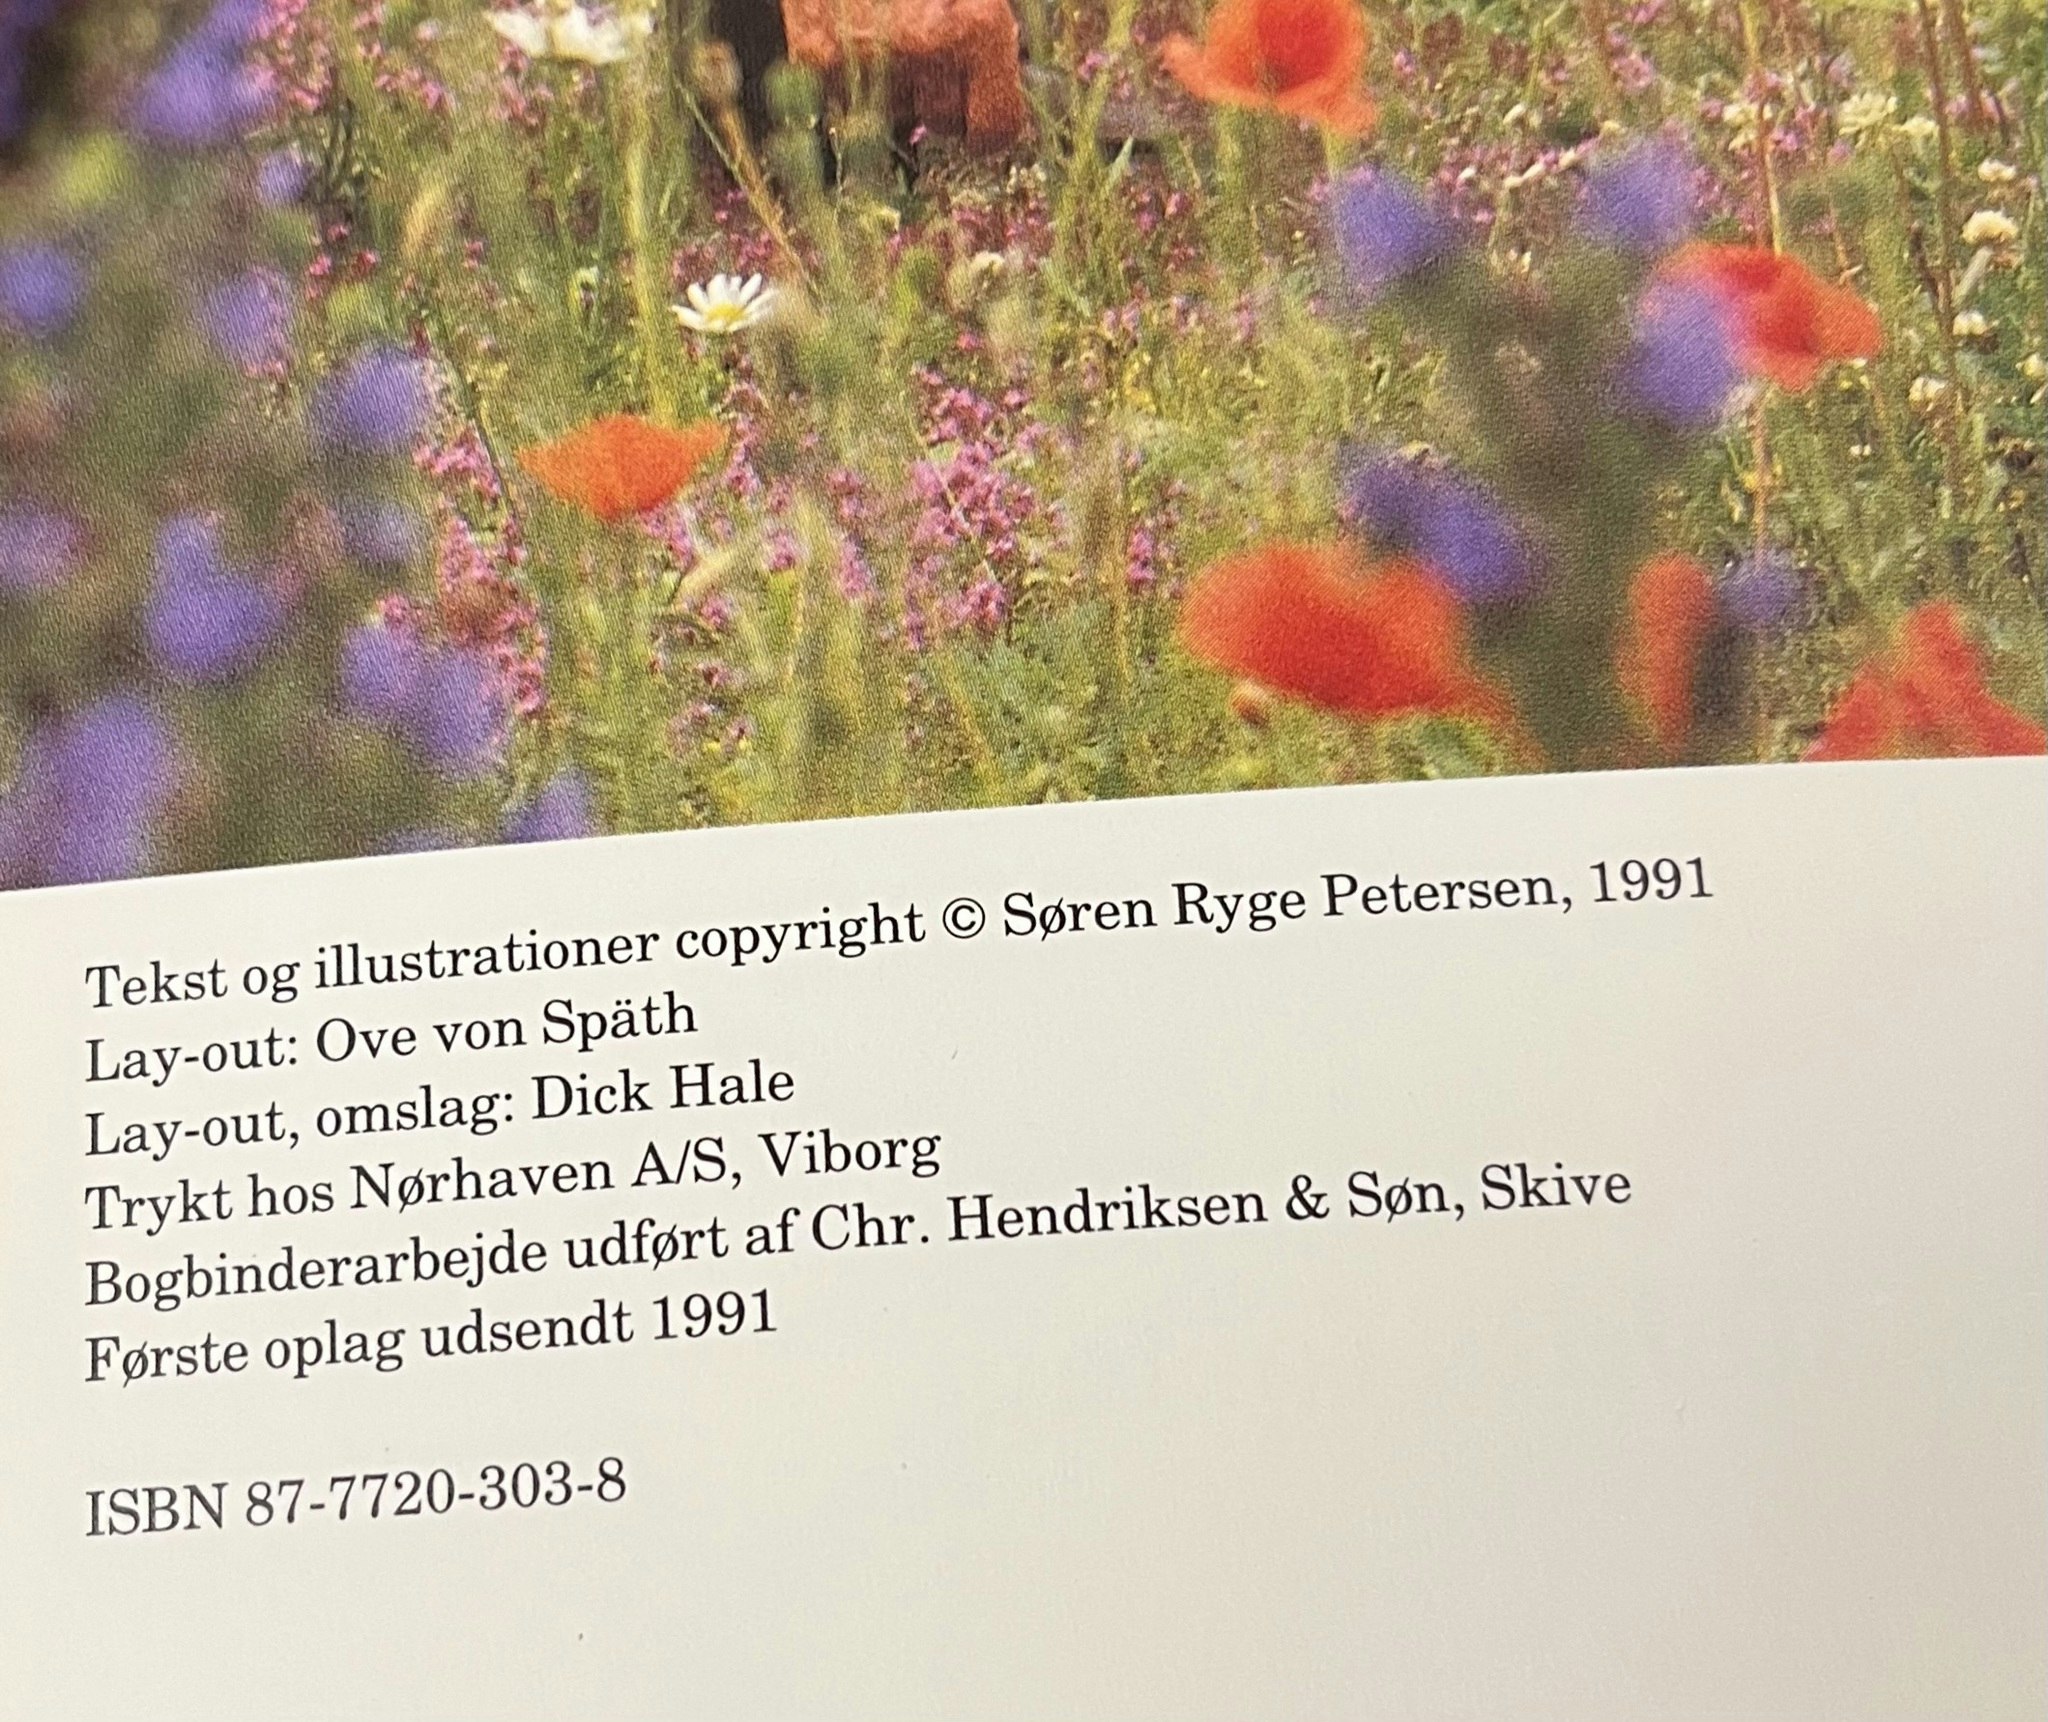 Tekst og illustrationer copyright © Søren Ryge Petersen, 1991
Lay-out: Ove von Späth
Lay-out, omslag: Dick Hale
Trykt hos Nørhaven A/S, Viborg
Bogbinderarbejde udført af Chr. Hendriksen & Søn, Skive
Første oplag udsendt 1991
ISBN 87-7720-303-8